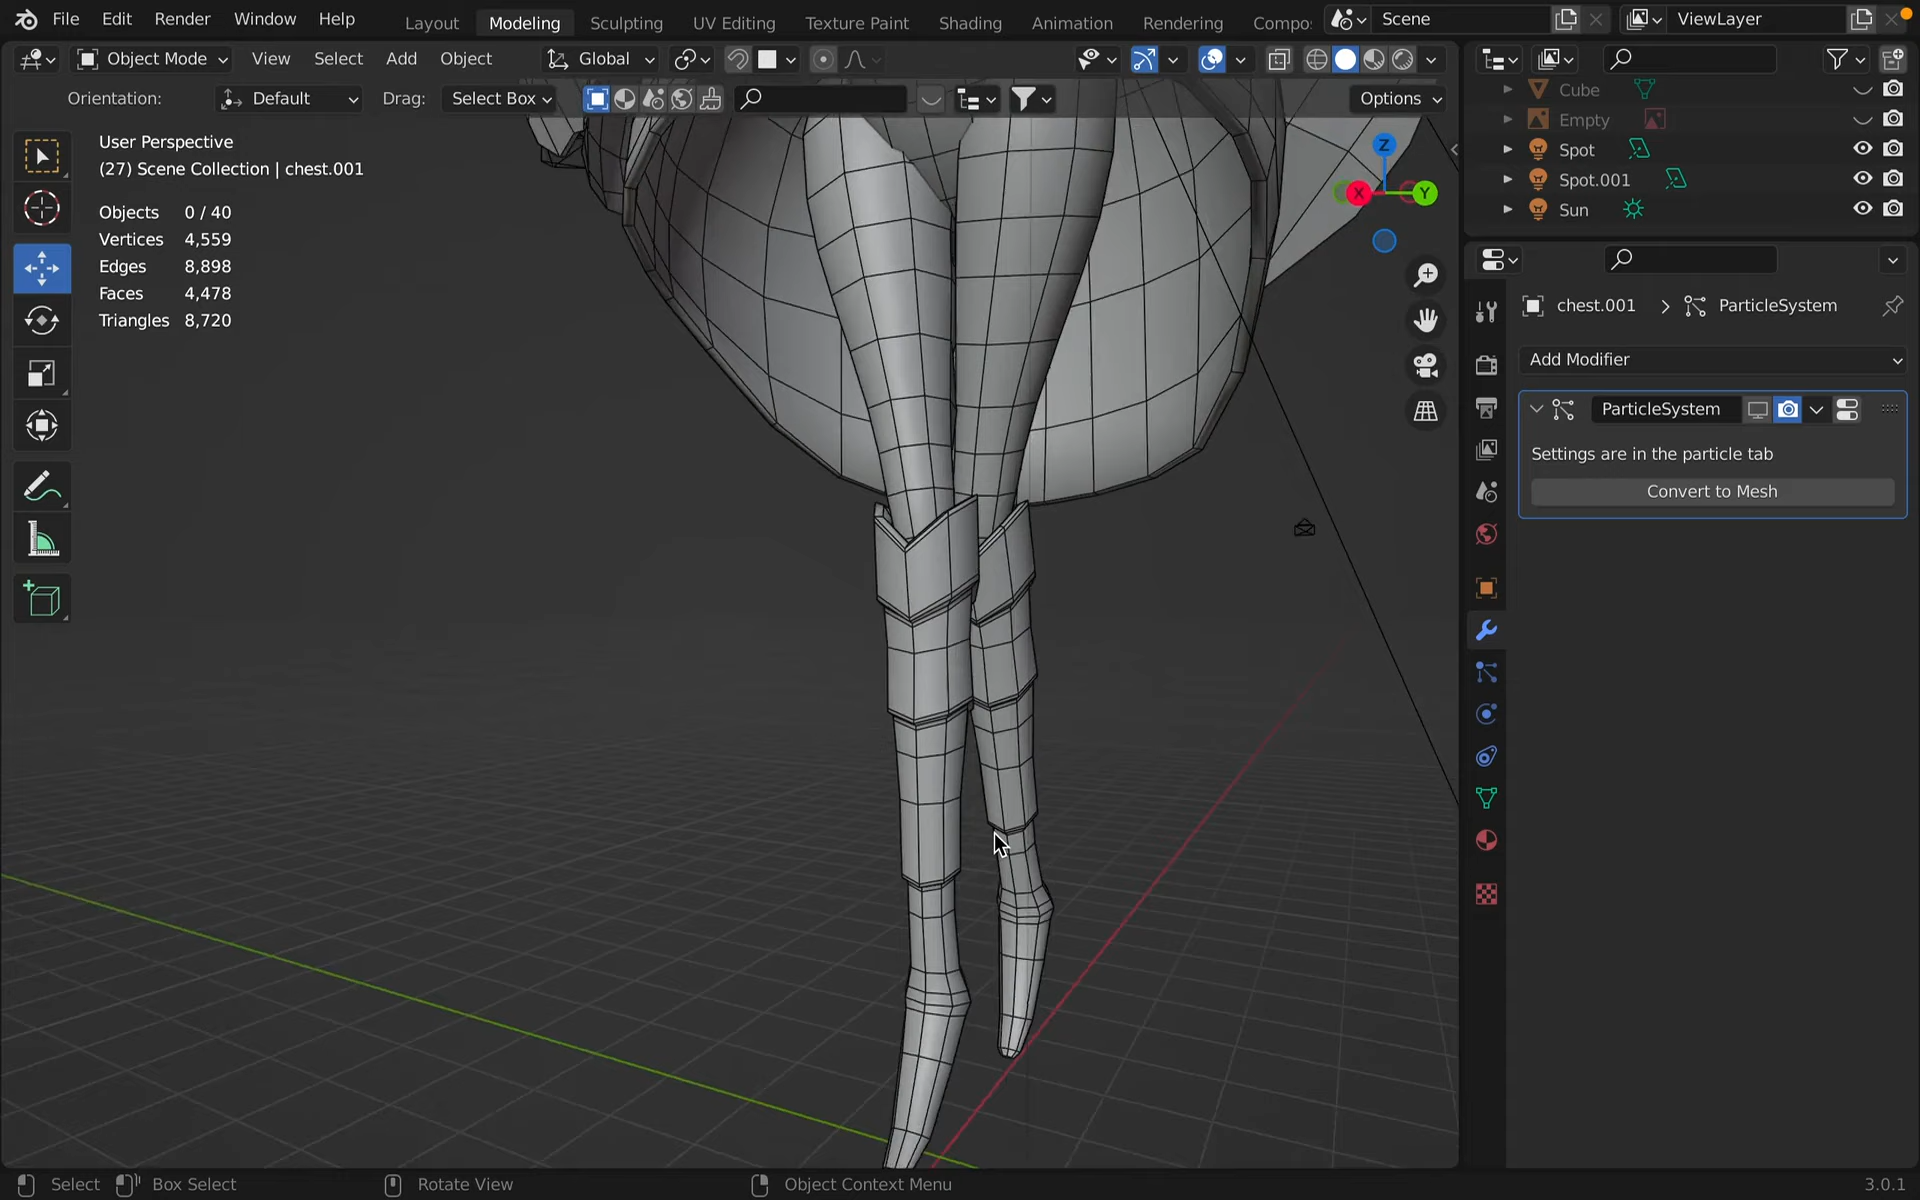 File Edit Render Window Help Layout Modeling Sculpting UV Editing Texture Paint Shading Animation Rendering Compo: Scene ViewLayer
Object Mode View Select Add Object Global
Orientation: Default Drag: Select Box Options
User Perspective
(27) Scene Collection | chest.001
Objects 0 / 40
Vertices 4,559
Edges 8,898
Faces 4,478
Triangles 8,720
Z
X
Y
Cube
Empty
Spot
Spot.001
Sun
chest.001 > ParticleSystem
Add Modifier
ParticleSystem
Settings are in the particle tab
Convert to Mesh
Select Box Select Rotate View Object Context Menu 3.0.1